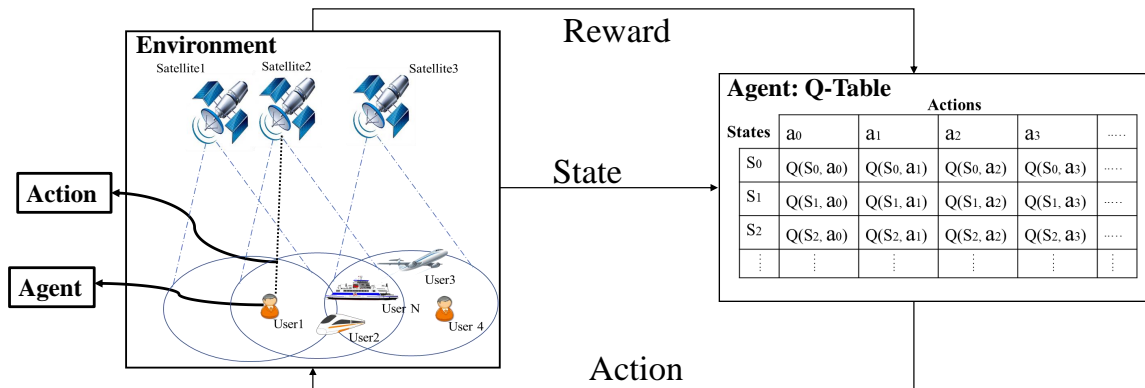 Reward
Environment
Satellite1
Satellite2
Satellite3
Action
Agent
User1
User2
User3
User N
User 4
State
Agent: Q-Table
Actions
States a0 a1 a2 a3 .....
S0 Q(S0, a0) Q(S0, a1) Q(S0, a2) Q(S0, a3) .....
S1 Q(S1, a0) Q(S1, a1) Q(S1, a2) Q(S1, a3) .....
S2 Q(S2, a0) Q(S2, a1) Q(S2, a2) Q(S2, a3) .....
⋮ ⋮ ⋮ ⋮ ⋮ ⋮
Action